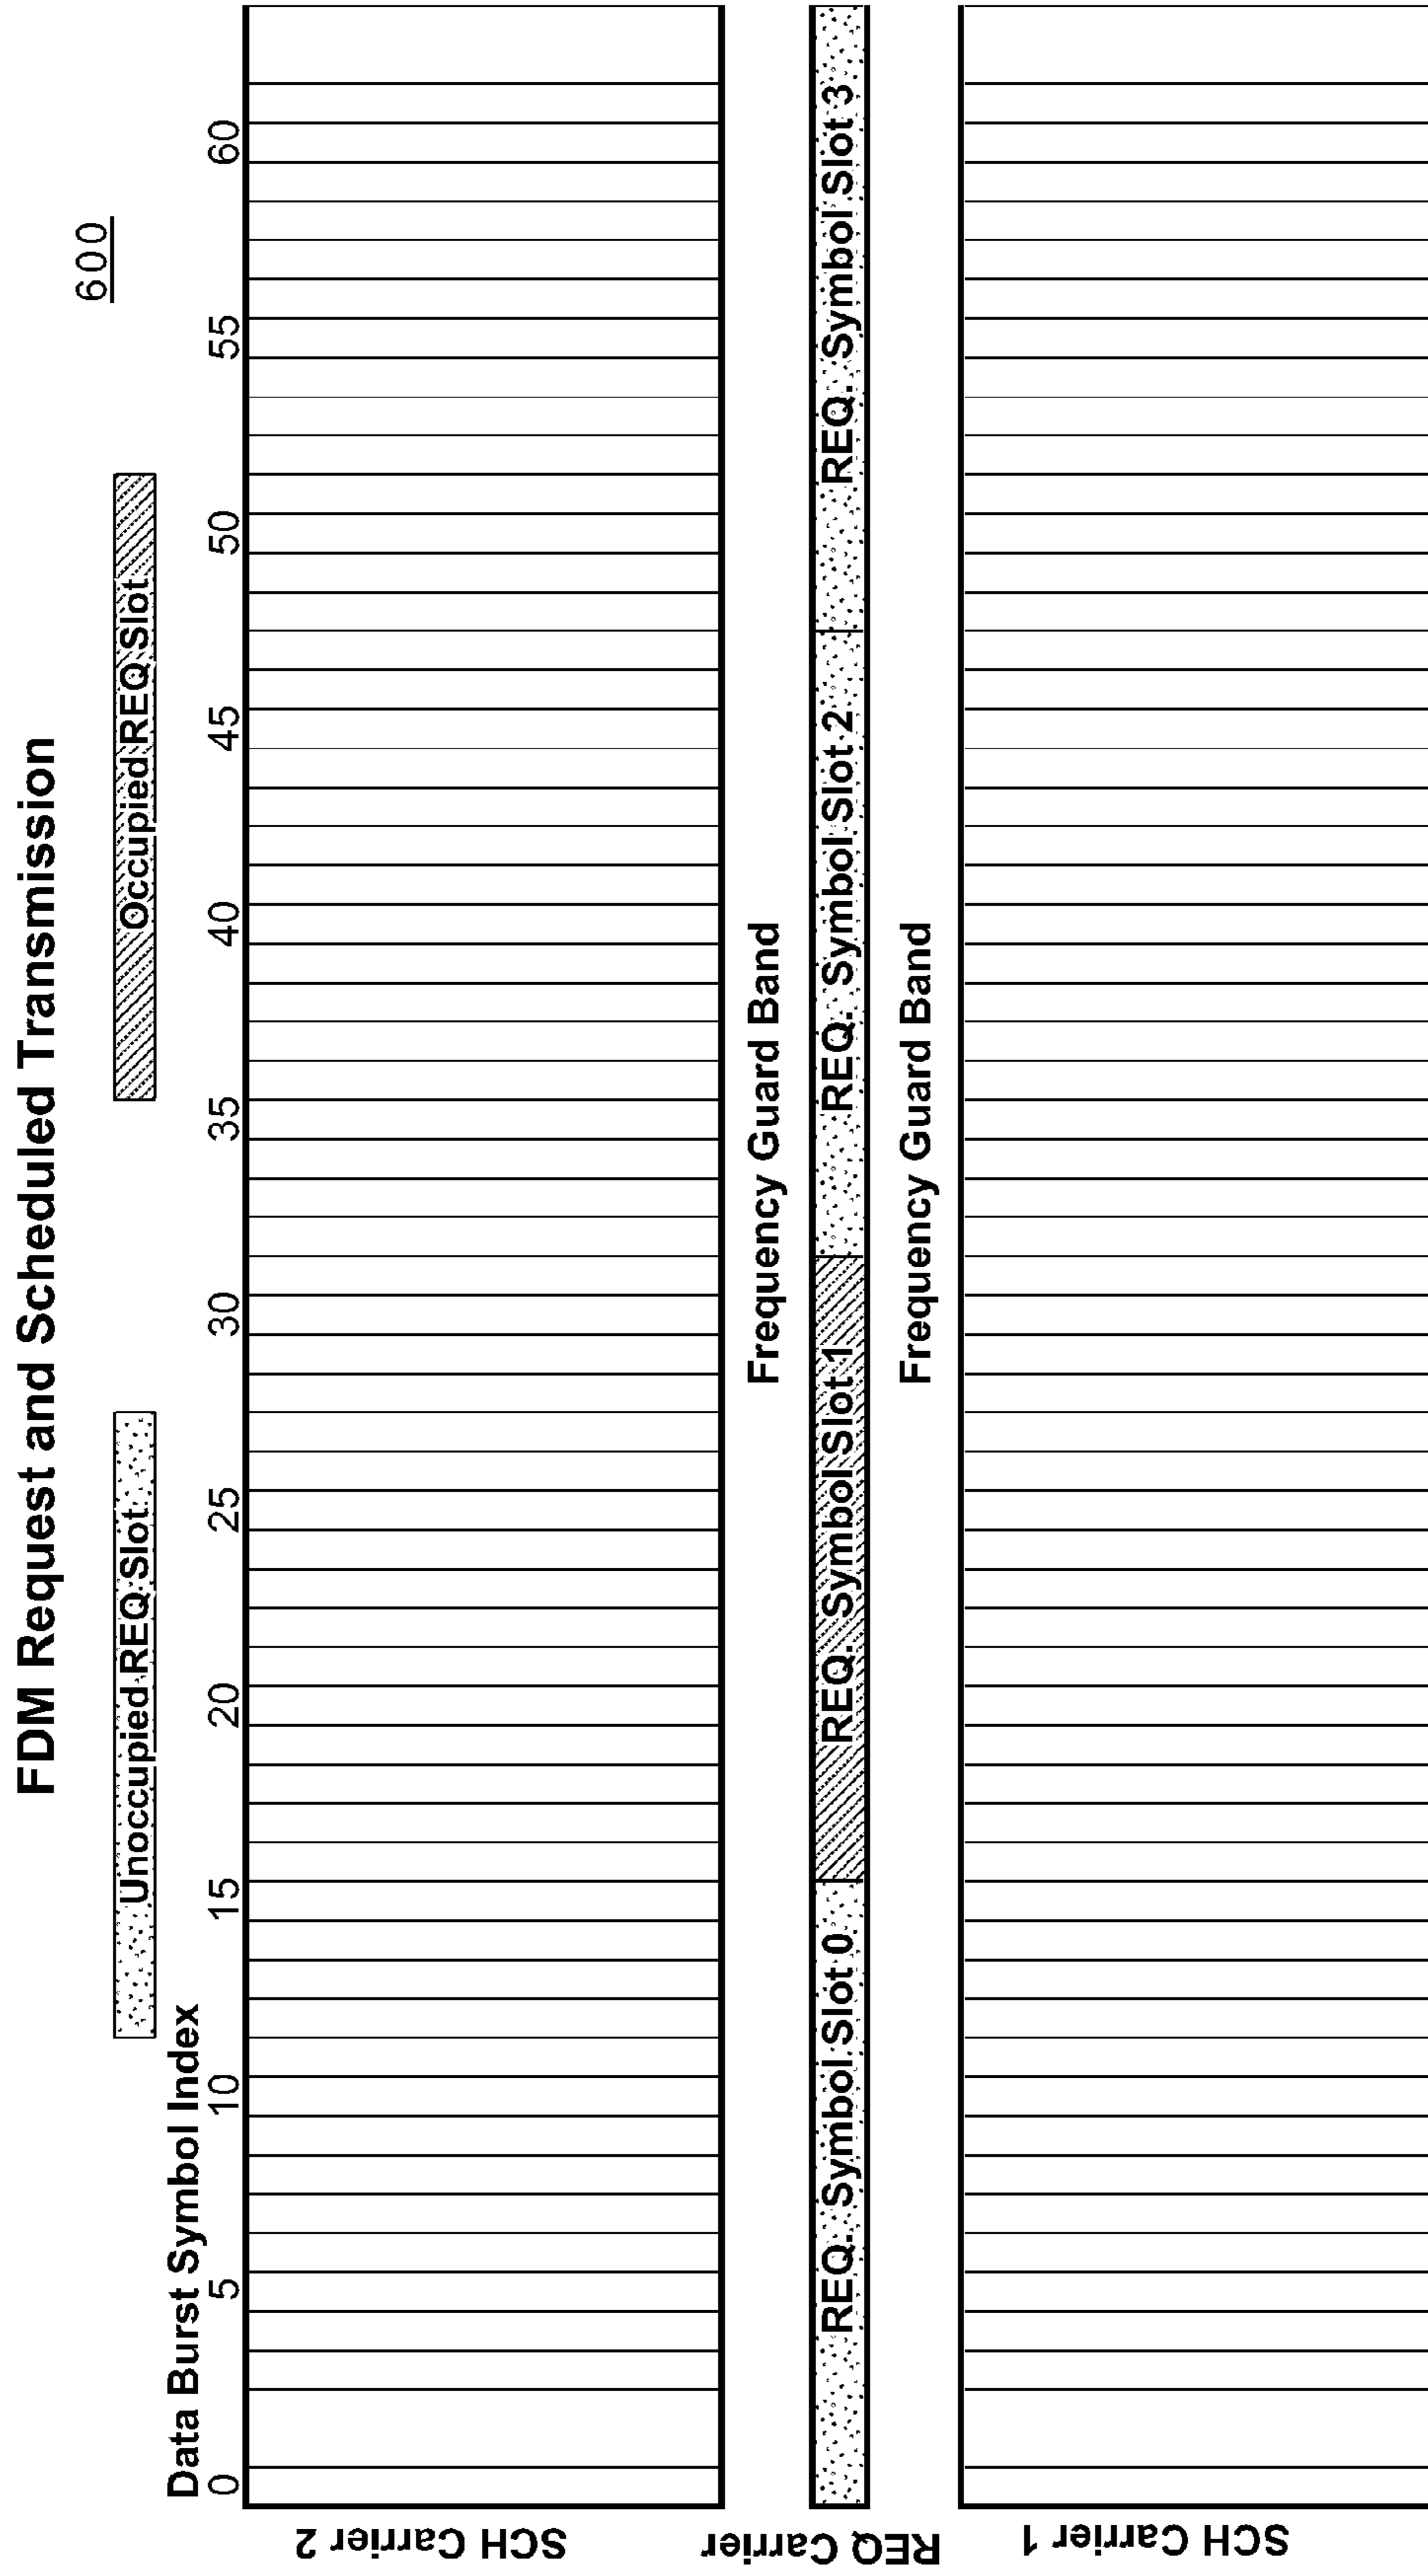 FDM Request and Scheduled Transmission
600
Unoccupied REQ Slot
Occupied REQ Slot
Data Burst Symbol Index
0 5 10 15 20 25 30 35 40 45 50 55 60
SCH Carrier 2
Frequency Guard Band
REQ Carrier
REQ. Symbol Slot 0
REQ. Symbol Slot 1
REQ. Symbol Slot 2
REQ. Symbol Slot 3
Frequency Guard Band
SCH Carrier 1